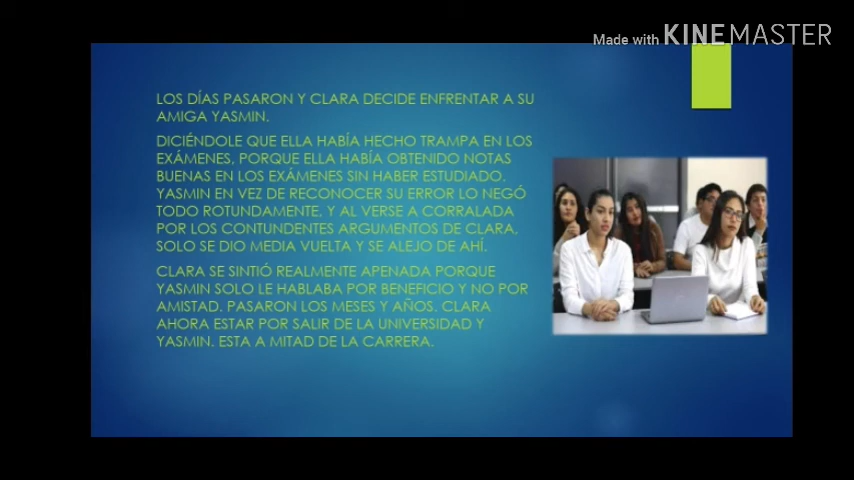 Made with KINEMASTER
LOS DÍAS PASARON Y CLARA DECIDE ENFRENTAR A SU
AMIGA YASMIN.
DICIÉNDOLE QUE ELLA HABÍA HECHO TRAMPA EN LOS
EXÁMENES, PORQUE ELLA HABÍA OBTENIDO NOTAS
BUENAS EN LOS EXÁMENES SIN HABER ESTUDIADO.
YASMIN EN VEZ DE RECONOCER SU ERROR LO NEGÓ
TODO ROTUNDAMENTE. Y AL VERSE A CORRALADA
POR LOS CONTUNDENTES ARGUMENTOS DE CLARA.
SOLO SE DIO MEDIA VUELTA Y SE ALEJO DE AHÍ.
CLARA SE SINTIÓ REALMENTE APENADA PORQUE
YASMIN SOLO LE HABLABA POR BENEFICIO Y NO POR
AMISTAD. PASARON LOS MESES Y AÑOS. CLARA
AHORA ESTAR POR SALIR DE LA UNIVERSIDAD Y
YASMIN. ESTA A MITAD DE LA CARRERA.